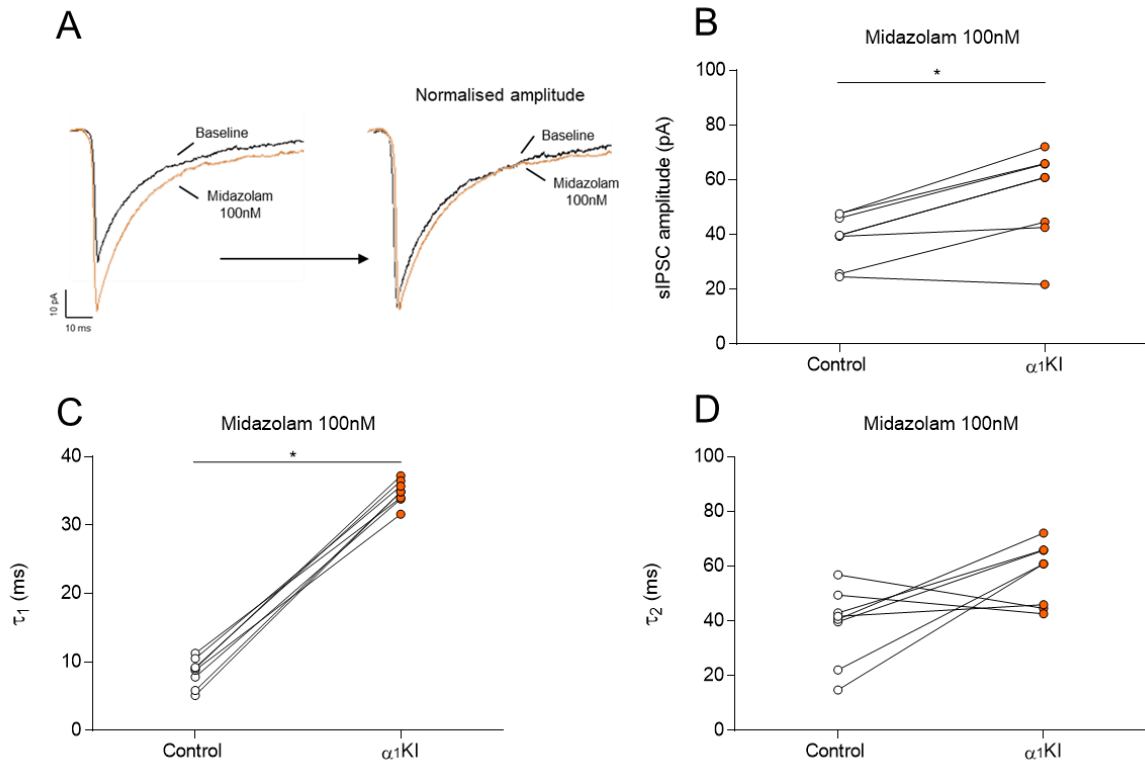 A
Normalised amplitude
Baseline
Midazolam
100nM
10 pA
10 ms
Baseline
Midazolam
100nM
B
Midazolam 100nM
*
sIPSC amplitude (pA)
100
80
60
40
20
0
Control
α1KI
C
Midazolam 100nM
*
τ1 (ms)
40
30
20
10
0
Control
α1KI
D
Midazolam 100nM
τ2 (ms)
100
80
60
40
20
0
Control
α1KI